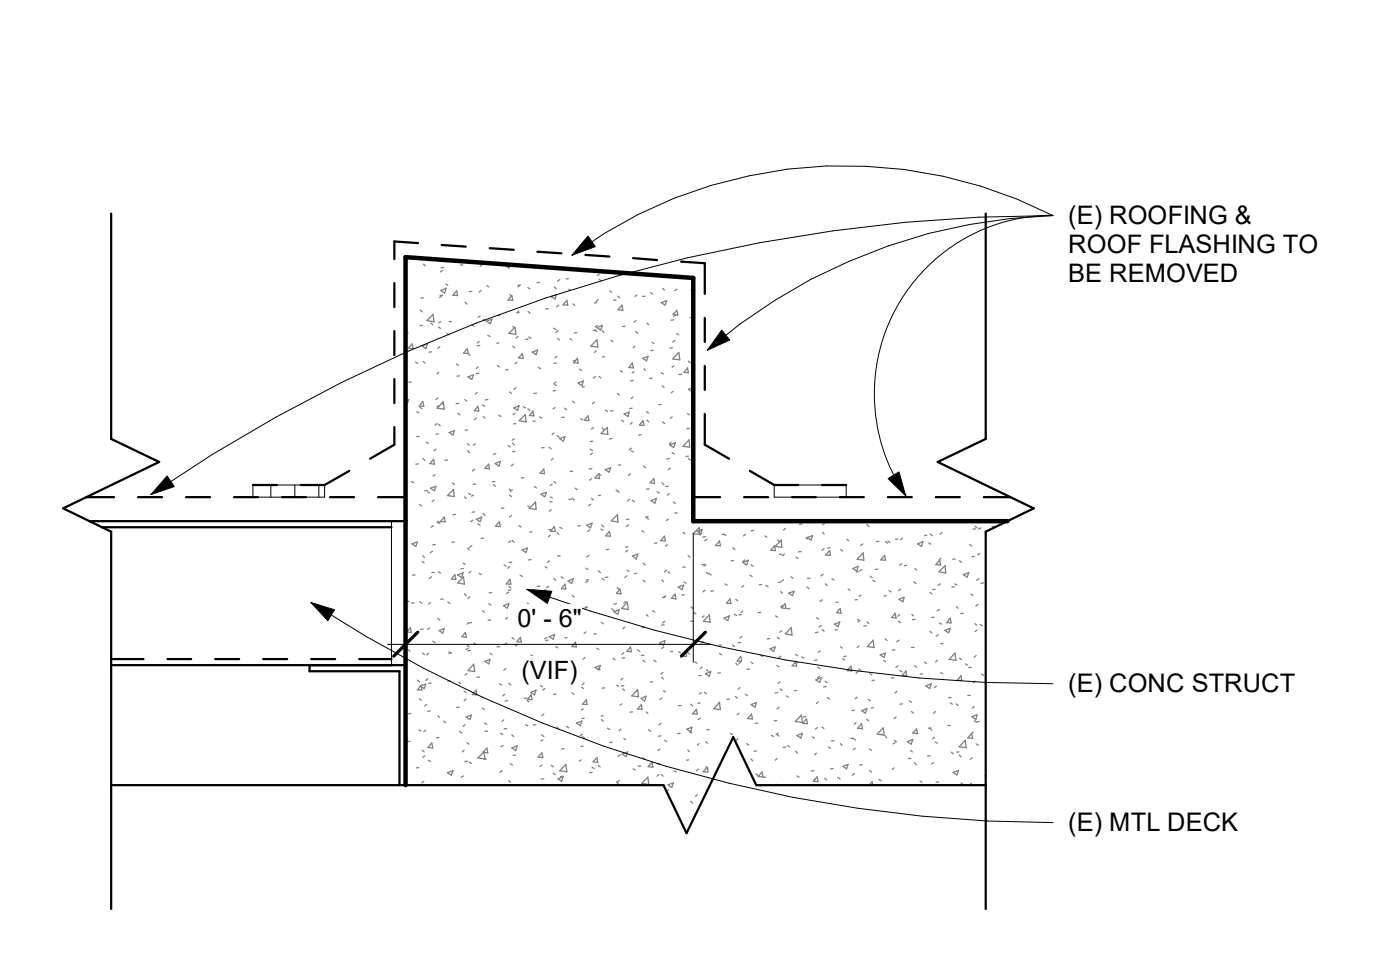 (E) ROOFING &
ROOF FLASHING TO
BE REMOVED
0' - 6"
(VIF)
(E) CONC STRUCT
(E) MTL DECK